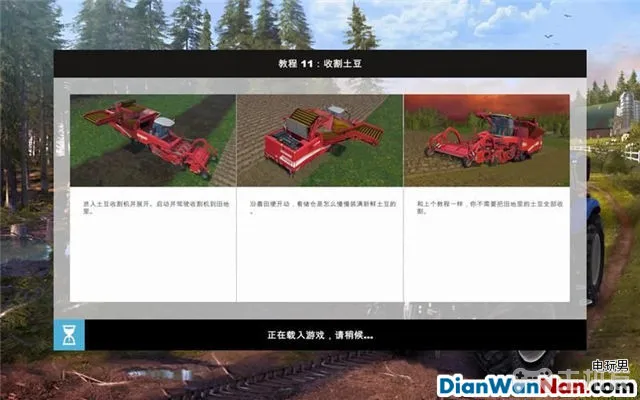 教程 11：收割土豆
进入土豆收割机并展开。启动并驾驶收割机到田地
里。
沿着田埂开动，看储仓是怎么慢慢装满新鲜土豆的
。
和上个教程一样，你不需要把田地里的土豆全部收
割。
正在载入游戏，请稍候...
电玩男
DianWanNan.com